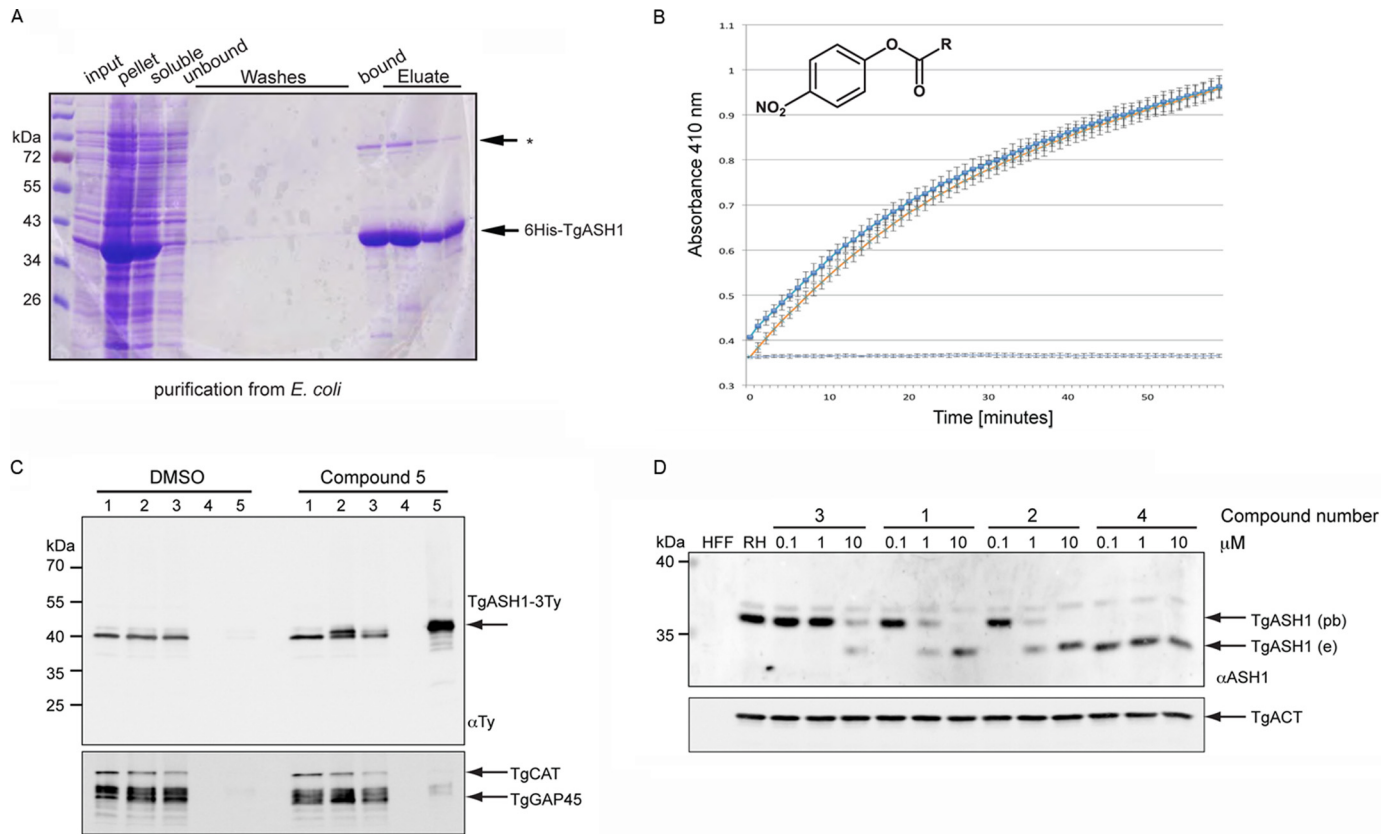 A
input pellet soluble unbound Washes bound Eluate
kDa
72
55
43
34
26
*
6His-TgASH1
purification from E. coli
B
Absorbance 410 nm
1.1
1
0.9
0.8
0.7
0.6
0.5
0.4
0.3
O R
O
NO2
0 10 20 30 40 50
Time [minutes]
C
DMSO Compound 5
1 2 3 4 5 1 2 3 4 5
kDa
70
55
40
35
25
TgASH1-3Ty
αTy
TgCAT
TgGAP45
D
3 1 2 4 Compound number
kDa HFF RH 0.1 1 10 0.1 1 10 0.1 1 10 0.1 1 10 μM
40
35
TgASH1 (pb)
TgASH1 (e)
αASH1
TgACT